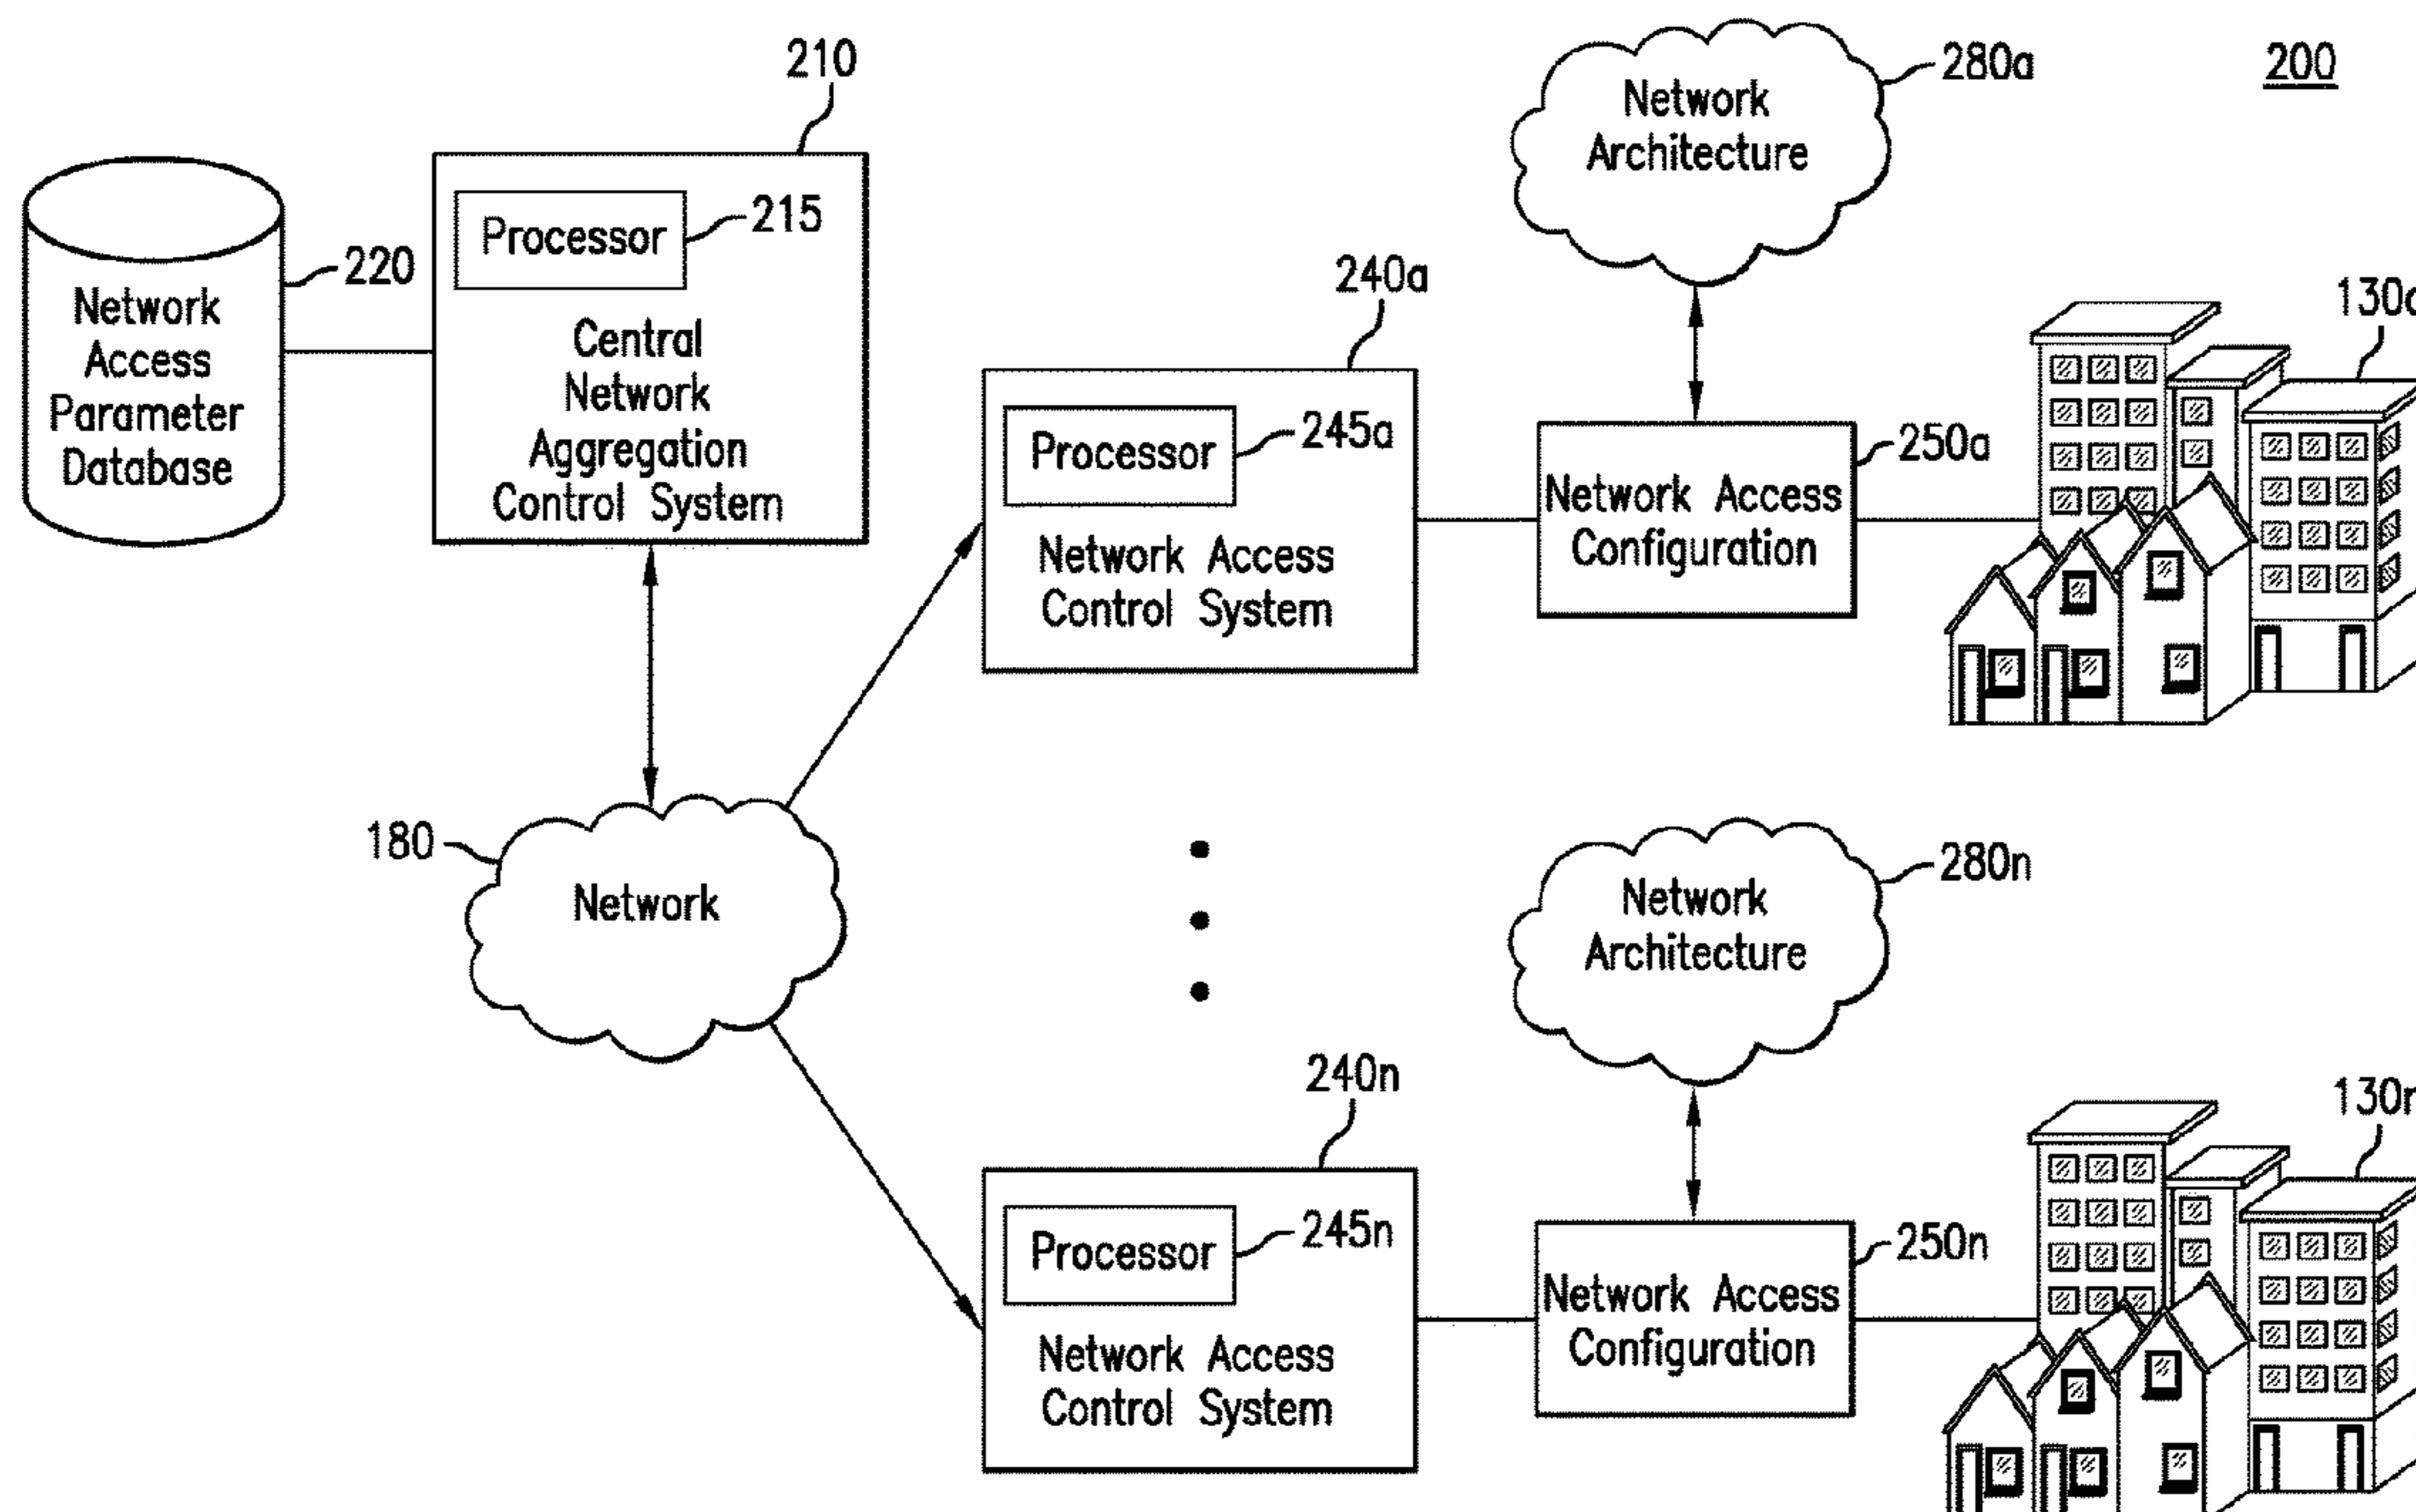 200
210
Processor
215
220
Network
Access
Parameter
Database
Central
Network
Aggregation
Control System
280a
Network
Architecture
240a
Processor
245a
Network Access
Control System
250a
Network Access
Configuration
180
Network
280n
Network
Architecture
240n
Processor
245n
Network Access
Control System
250n
Network Access
Configuration